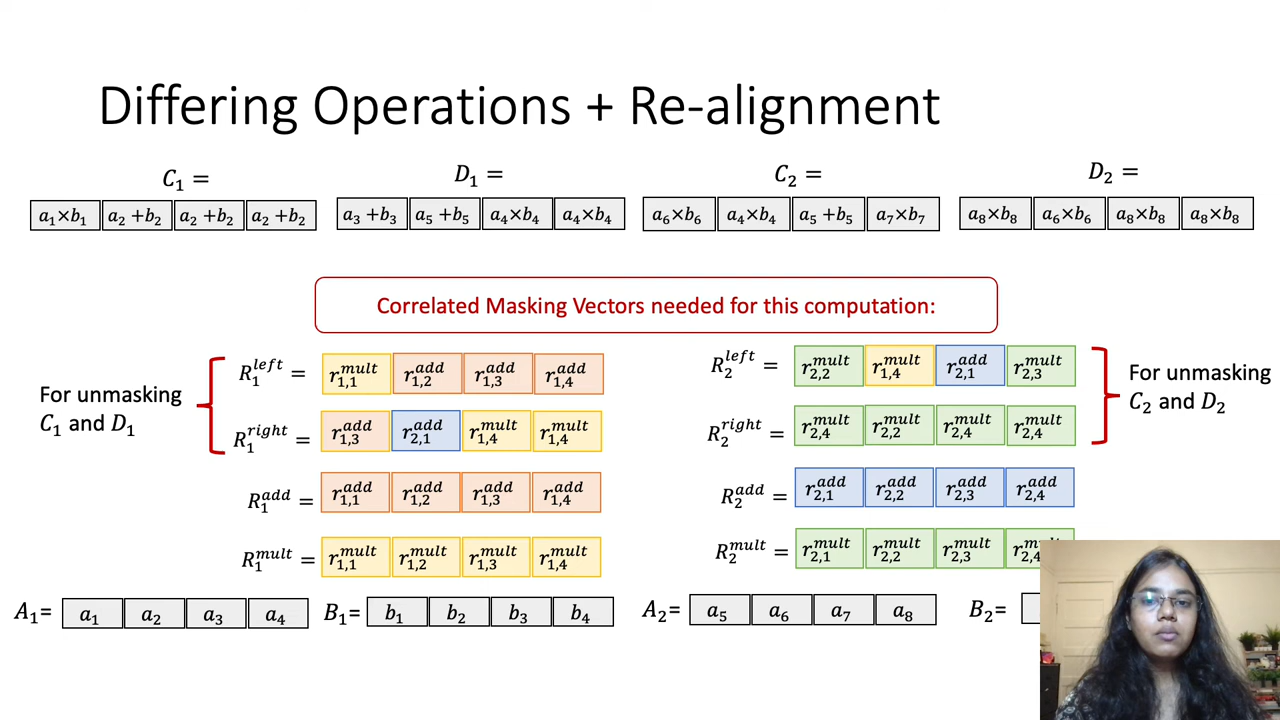 Differing Operations + Re-alignment
C₁ =
D₁ =
C₂ =
D₂ =
a₁×b₁ a₂ +b₂ a₂ +b₂ a₂ +b₂
a₃ +b₃ a₅ +b₅ a₄×b₄ a₄×b₄
a₆×b₆ a₄×b₄ a₅ +b₅ a₇×b₇
a₈×b₈ a₆×b₆ a₈×b₈ a₈×b₈
Correlated Masking Vectors needed for this computation:
For unmasking
C₁ and D₁
R₁^left = r₁,₁^mult r₁,₂^add r₁,₃^add r₁,₄^add
R₁^right = r₁,₃^add r₂,₁^add r₁,₄^mult r₁,₄^mult
R₁^add = r₁,₁^add r₁,₂^add r₁,₃^add r₁,₄^add
R₁^mult = r₁,₁^mult r₁,₂^mult r₁,₃^mult r₁,₄^mult
R₂^left = r₂,₂^mult r₁,₄^mult r₂,₁^add r₂,₃^mult
R₂^right = r₂,₄^mult r₂,₂^mult r₂,₄^mult r₂,₄^mult
For unmasking
C₂ and D₂
R₂^add = r₂,₁^add r₂,₂^add r₂,₃^add r₂,₄^add
R₂^mult = r₂,₁^mult r₂,₂^mult r₂,₃^mult
A₁= a₁ a₂ a₃ a₄
B₁= b₁ b₂ b₃ b₄
A₂= a₅ a₆ a₇ a₈
B₂=